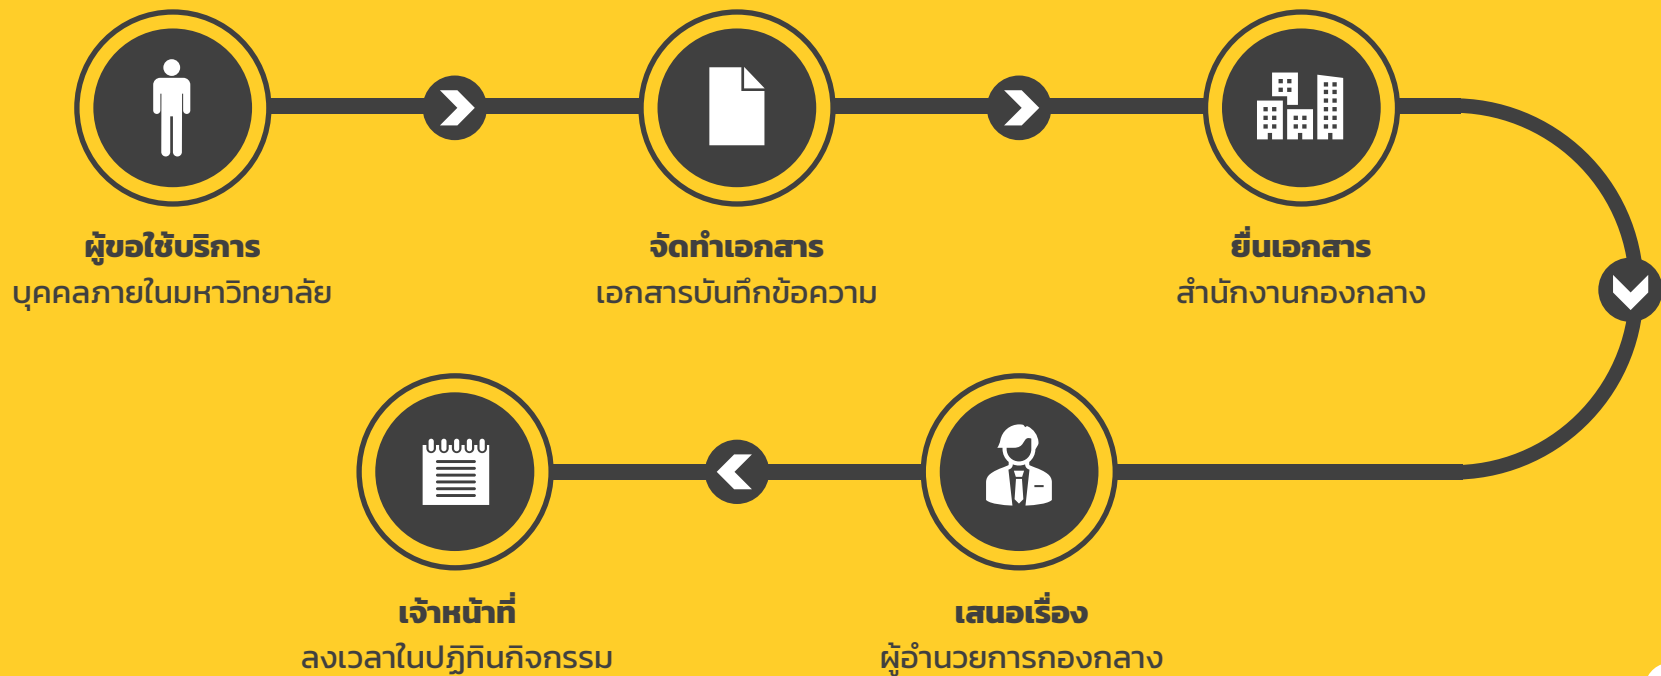 ผู้ขอใช้บริการ
บุคคลภายในมหาวิทยาลัย
จัดทำเอกสาร
เอกสารบันทึกข้อความ
ยื่นเอกสาร
สำนักงานกองกลาง
เสนอเรื่อง
ผู้อำนวยการกองกลาง
เจ้าหน้าที่
ลงเวลาในปฏิทินกิจกรรม